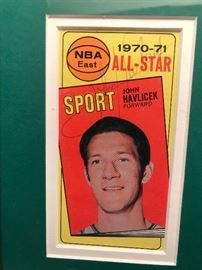 NBA
East
1970-71
ALL-STAR
SPORT
JOHN
HAVLICEK
FORWARD